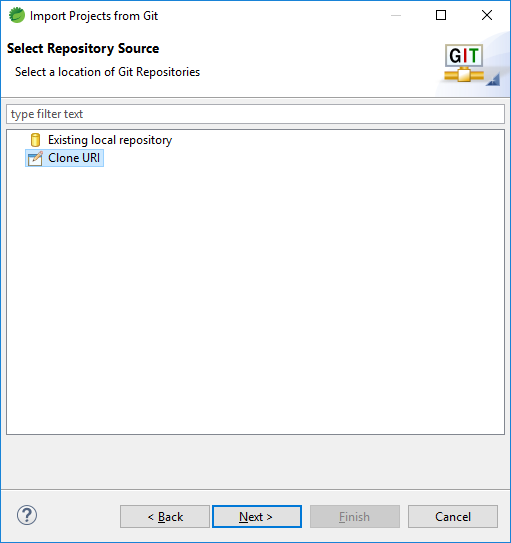 Import Projects from Git
Select Repository Source
Select a location of Git Repositories
GIT
type filter text
Existing local repository
Clone URI
?
< Back
Next >
Finish
Cancel